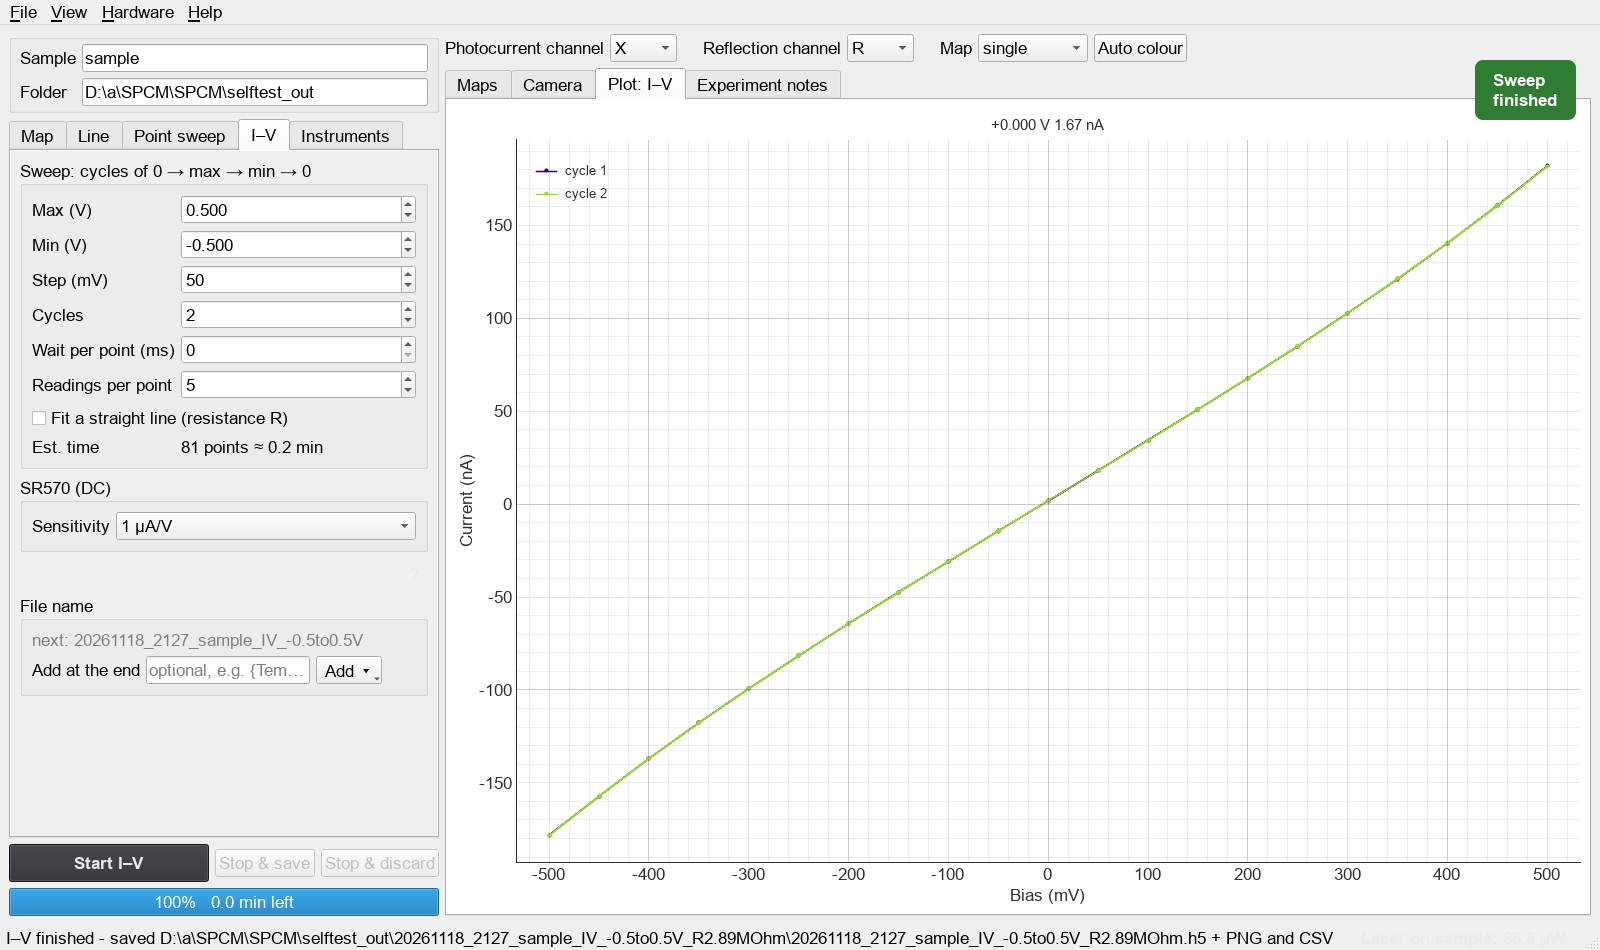 File View Hardware Help
Sample sample
Folder D:\a\SPCM\SPCM\selftest_out
Photocurrent channel X Reflection channel R Map single Auto colour
Maps Camera Plot: I–V Experiment notes
Sweep
finished
Map Line Point sweep I–V Instruments
Sweep: cycles of 0 → max → min → 0
Max (V) 0.500
Min (V) -0.500
Step (mV) 50
Cycles 2
Wait per point (ms) 0
Readings per point 5
Fit a straight line (resistance R)
Est. time 81 points ≈ 0.2 min
SR570 (DC)
Sensitivity 1 µA/V
?
File name
next: 20261118_2127_sample_IV_-0.5to0.5V
Add at the end optional, e.g. {Tem… Add
Start I–V Stop & save Stop & discard
100% 0.0 min left
+0.000 V 1.67 nA
cycle 1
cycle 2
150
100
50
0
-50
-100
-150
Current (nA)
-500 -400 -300 -200 -100 0 100 200 300 400 500
Bias (mV)
I–V finished - saved D:\a\SPCM\SPCM\selftest_out\20261118_2127_sample_IV_-0.5to0.5V_R2.89MOhm\20261118_2127_sample_IV_-0.5to0.5V_R2.89MOhm.h5 + PNG and CSV